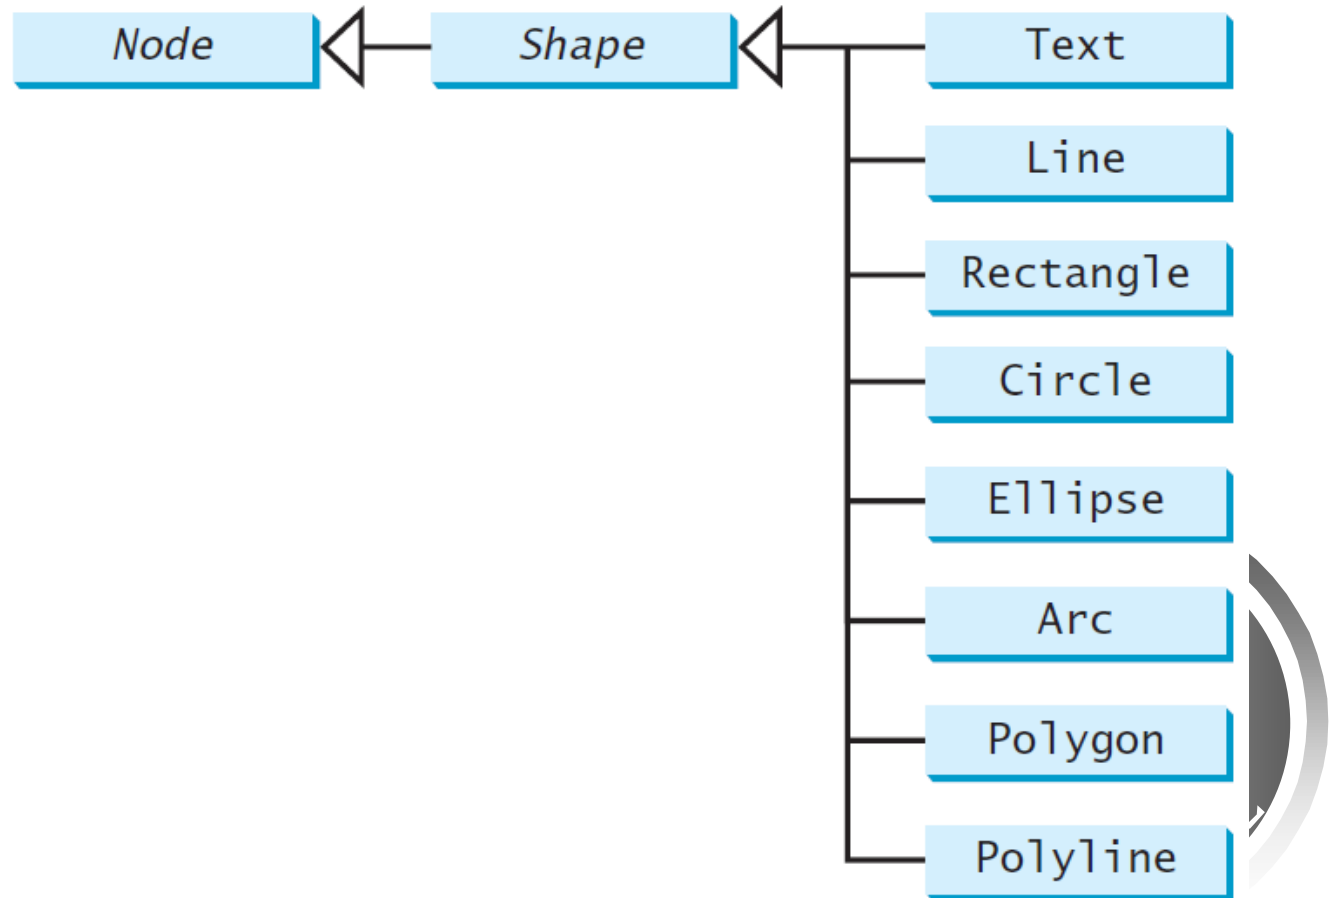 Node
Shape
Text
Line
Rectangle
Circle
Ellipse
Arc
Polygon
Polyline